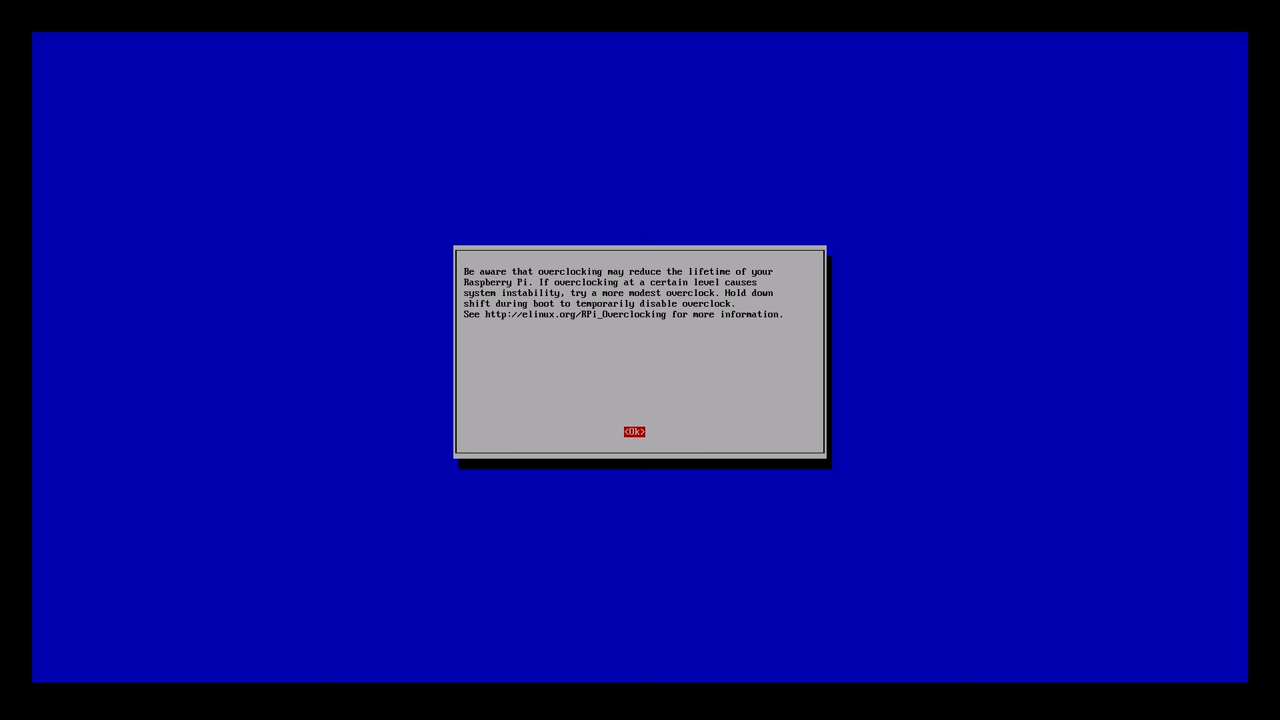 Be aware that overclocking may reduce the lifetime of your
Raspberry Pi. If overclocking at a certain level causes
system instability, try a more modest overclock. Hold down
shift during boot to temporarily disable overclock.
See http://elinux.org/RPi_Overclocking for more information.
<Ok>